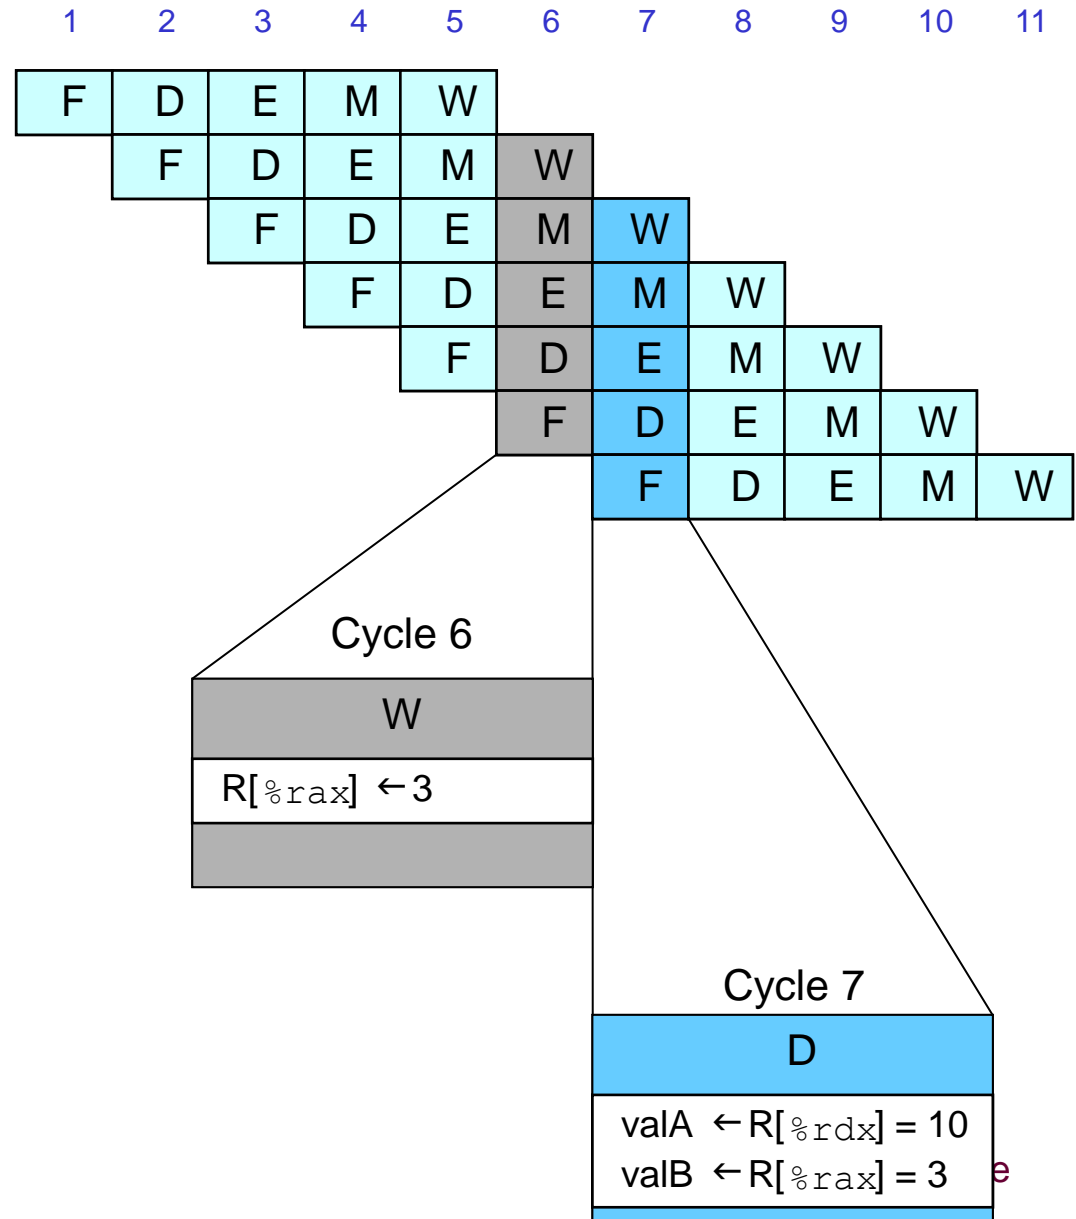 1 2 3 4 5 6 7 8 9 10 11
F D E M W
F D E M W
F D E M W
F D E M W
F D E M W
F D E M W
F D E M W
Cycle 6
W
R[%rax] ←3
Cycle 7
D
valA ←R[%rdx] = 10
valB ←R[%rax] = 3 e